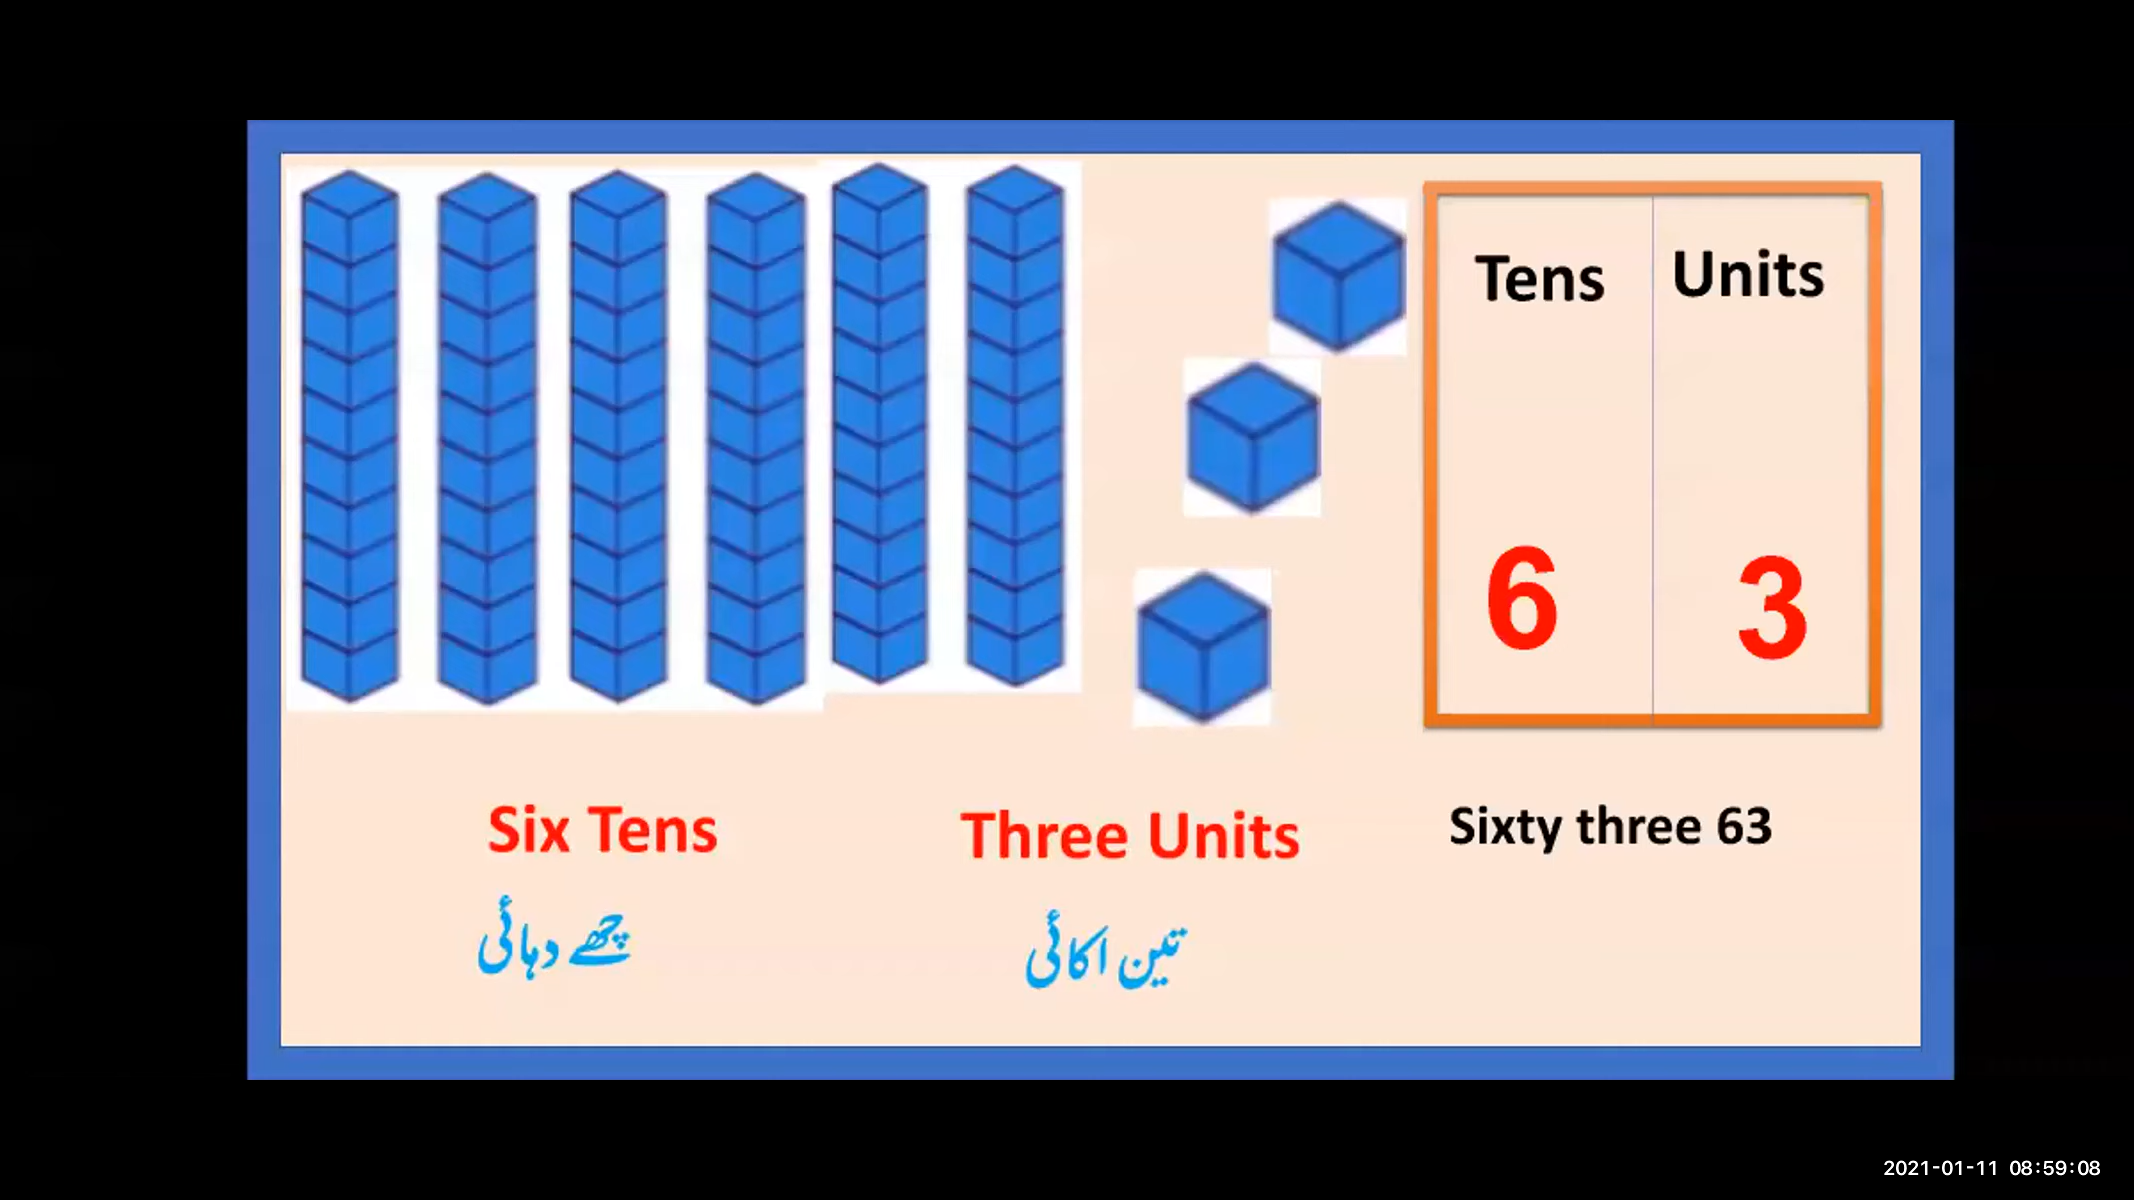 Tens Units
6 3
Six Tens
Three Units
Sixty three 63
چھے دہائی
تین اکائی
2021-01-11 08:59:08